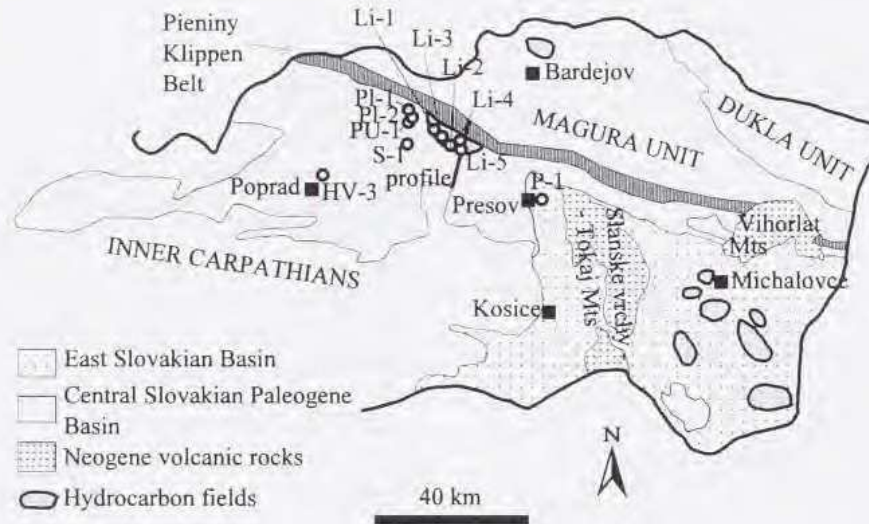 Pieniny
Klippen
Belt
Li-1
Li-3
Li-2
Li-4
Li-5
Pl-1
Pl-2
PU-1
S-1
profile
Bardejov
MAGURA UNIT
DUKLA UNIT
Poprad
HV-3
P-1
Presov
INNER CARPATHIANS
Vihorlat
Mts
Slanske vrchy -
- Tokaj Mts
Michalovce
Kosice
East Slovakian Basin
Central Slovakian Paleogene
Basin
Neogene volcanic rocks
Hydrocarbon fields
N
40 km